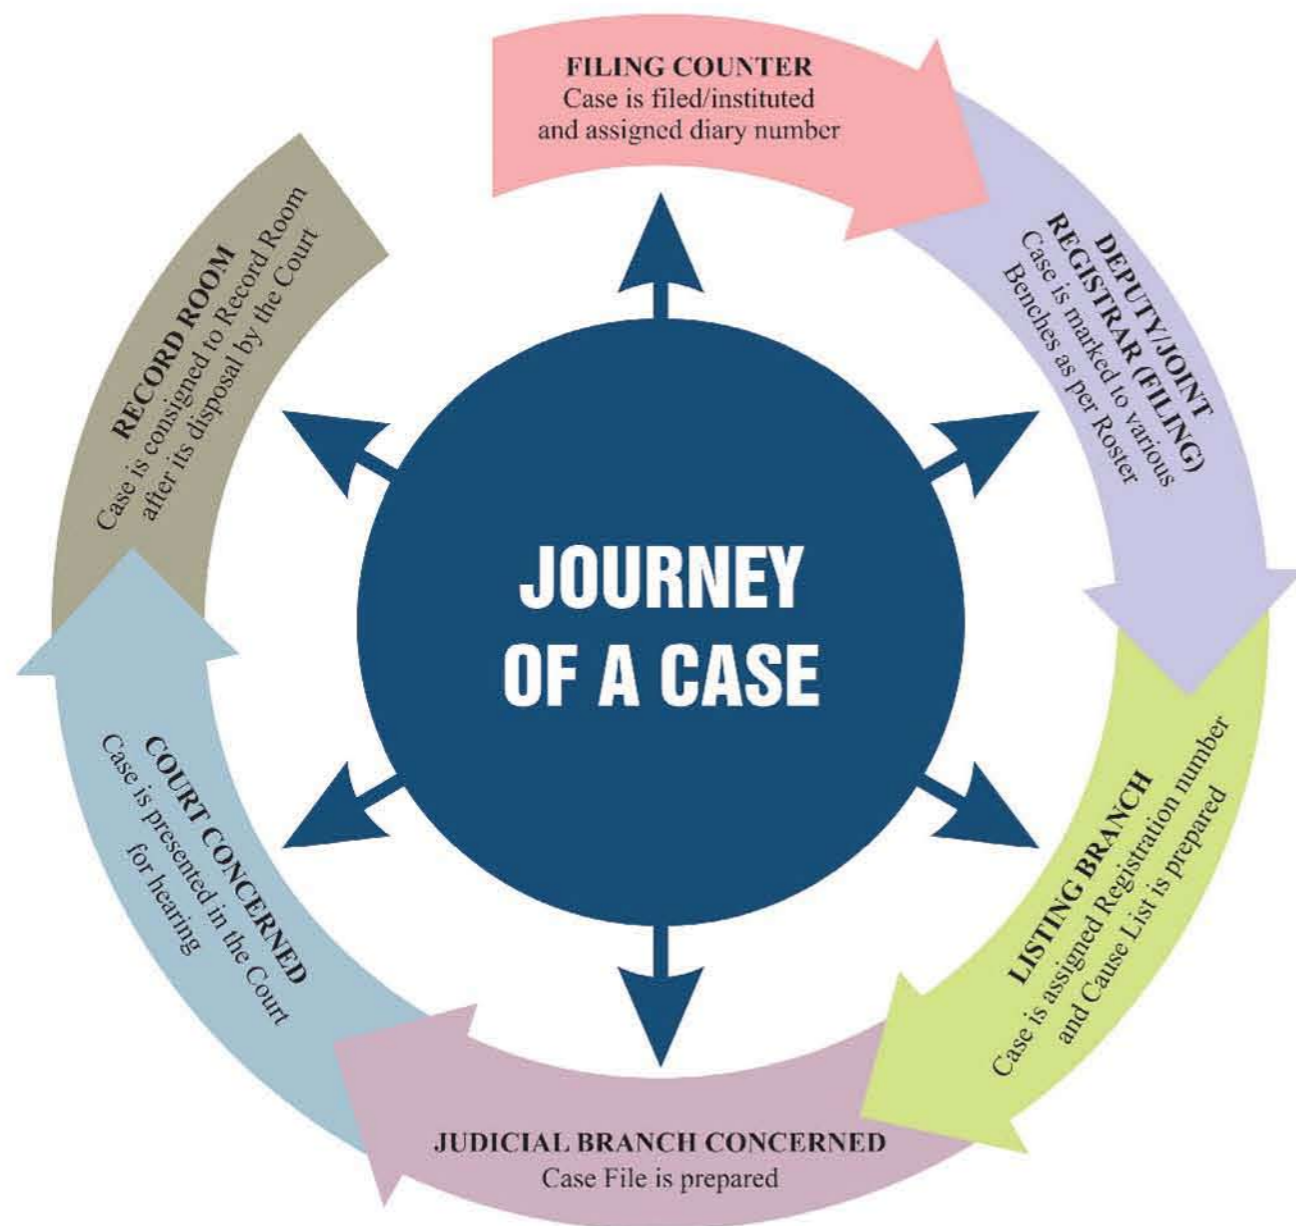 FILING COUNTER
Case is filed/instituted
and assigned diary number
DEPUTY/JOINT
REGISTRAR (FILING)
Case is marked to various
Benches as per Roster
LISTING BRANCH
Case is assigned Registration number
and Cause List is prepared
JUDICIAL BRANCH CONCERNED
Case File is prepared
COURT CONCERNED
Case is presented in the Court
for hearing
RECORD ROOM
Case is consigned to Record Room
after its disposal by the Court
JOURNEY
OF A CASE